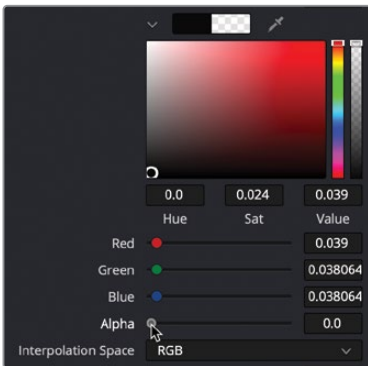 0.0 0.024 0.039
Hue Sat Value
Red 0.039
Green 0.038064
Blue 0.038064
Alpha 0.0
Interpolation Space RGB